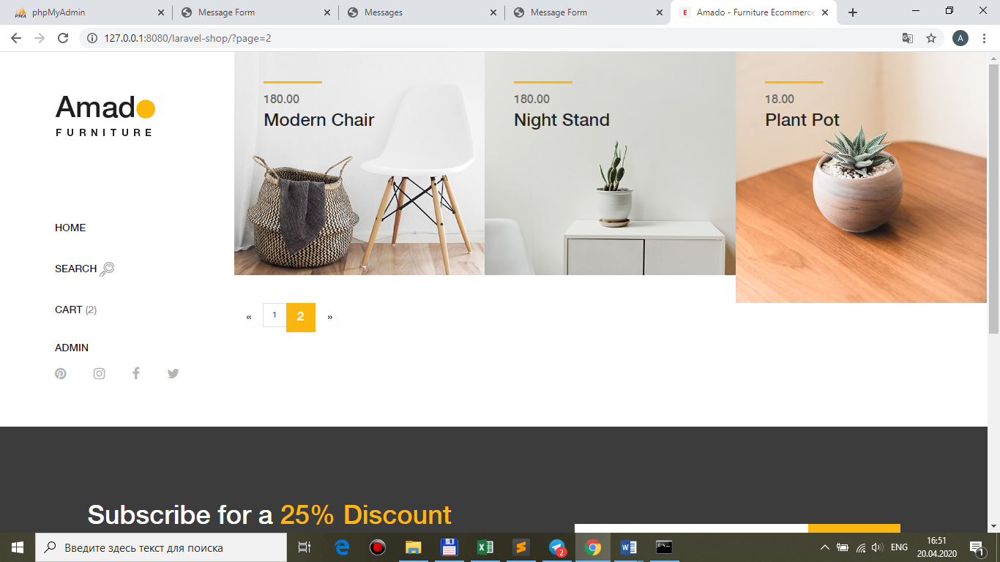 phpMyAdmin
Message Form
Messages
Message Form
Amado - Furniture Ecommerce
127.0.0.1:8080/laravel-shop/?page=2
A
Amado
FURNITURE
HOME
SEARCH
CART (2)
ADMIN
180.00
Modern Chair
180.00
Night Stand
18.00
Plant Pot
« 1 2 »
Subscribe for a 25% Discount
Введите здесь текст для поиска
2
ENG
16:51
20.04.2020
1